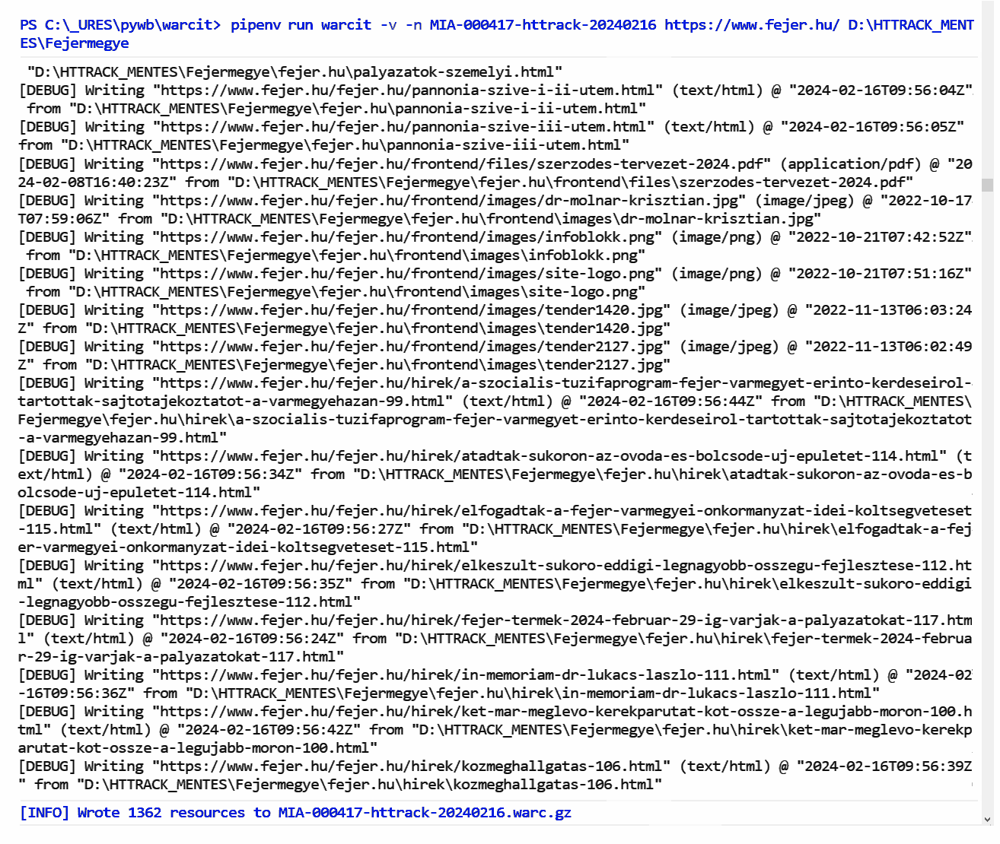 PS C:\_URES\pywb\warcit> pipenv run warcit -v -n MIA-000417-httrack-20240216 https://www.fejer.hu/ D:\HTTRACK_MENT
ES\Fejermegye
"D:\HTTRACK_MENTES\Fejermegye\fejer.hu\palyazatok-szemelyi.html"
[DEBUG] Writing "https://www.fejer.hu/fejer.hu/pannonia-szive-i-ii-utem.html" (text/html) @ "2024-02-16T09:56:04Z"
from "D:\HTTRACK_MENTES\Fejermegye\fejer.hu\pannonia-szive-i-ii-utem.html"
[DEBUG] Writing "https://www.fejer.hu/fejer.hu/pannonia-szive-iii-utem.html" (text/html) @ "2024-02-16T09:56:05Z"
from "D:\HTTRACK_MENTES\Fejermegye\fejer.hu\pannonia-szive-iii-utem.html"
[DEBUG] Writing "https://www.fejer.hu/fejer.hu/frontend/files/szerzodes-tervezet-2024.pdf" (application/pdf) @ "20
24-02-08T16:40:23Z" from "D:\HTTRACK_MENTES\Fejermegye\fejer.hu\frontend\files\szerzodes-tervezet-2024.pdf"
[DEBUG] Writing "https://www.fejer.hu/fejer.hu/frontend/images/dr-molnar-krisztian.jpg" (image/jpeg) @ "2022-10-17
T07:59:06Z" from "D:\HTTRACK_MENTES\Fejermegye\fejer.hu\frontend\images\dr-molnar-krisztian.jpg"
[DEBUG] Writing "https://www.fejer.hu/fejer.hu/frontend/images/infoblokk.png" (image/png) @ "2022-10-21T07:42:52Z"
from "D:\HTTRACK_MENTES\Fejermegye\fejer.hu\frontend\images\infoblokk.png"
[DEBUG] Writing "https://www.fejer.hu/fejer.hu/frontend/images/site-logo.png" (image/png) @ "2022-10-21T07:51:16Z"
from "D:\HTTRACK_MENTES\Fejermegye\fejer.hu\frontend\images\site-logo.png"
[DEBUG] Writing "https://www.fejer.hu/fejer.hu/frontend/images/tender1420.jpg" (image/jpeg) @ "2022-11-13T06:03:24
Z" from "D:\HTTRACK_MENTES\Fejermegye\fejer.hu\frontend\images\tender1420.jpg"
[DEBUG] Writing "https://www.fejer.hu/fejer.hu/frontend/images/tender2127.jpg" (image/jpeg) @ "2022-11-13T06:02:49
Z" from "D:\HTTRACK_MENTES\Fejermegye\fejer.hu\frontend\images\tender2127.jpg"
[DEBUG] Writing "https://www.fejer.hu/fejer.hu/hirek/a-szocialis-tuzifaprogram-fejer-varmegyet-erinto-kerdeseirol-
tartottak-sajtotajekoztatot-a-varmegyehazan-99.html" (text/html) @ "2024-02-16T09:56:44Z" from "D:\HTTRACK_MENTES\
Fejermegye\fejer.hu\hirek\a-szocialis-tuzifaprogram-fejer-varmegyet-erinto-kerdeseirol-tartottak-sajtotajekoztatot
-a-varmegyehazan-99.html"
[DEBUG] Writing "https://www.fejer.hu/fejer.hu/hirek/atadtak-sukoron-az-ovoda-es-bolcsode-uj-epuletet-114.html" (t
ext/html) @ "2024-02-16T09:56:34Z" from "D:\HTTRACK_MENTES\Fejermegye\fejer.hu\hirek\atadtak-sukoron-az-ovoda-es-b
olcsode-uj-epuletet-114.html"
[DEBUG] Writing "https://www.fejer.hu/fejer.hu/hirek/elfogadtak-a-fejer-varmegyei-onkormanyzat-idei-koltsegveteset
-115.html" (text/html) @ "2024-02-16T09:56:27Z" from "D:\HTTRACK_MENTES\Fejermegye\fejer.hu\hirek\elfogadtak-a-fej
er-varmegyei-onkormanyzat-idei-koltsegveteset-115.html"
[DEBUG] Writing "https://www.fejer.hu/fejer.hu/hirek/elkeszult-sukoro-eddigi-legnagyobb-osszegu-fejlesztese-112.ht
ml" (text/html) @ "2024-02-16T09:56:35Z" from "D:\HTTRACK_MENTES\Fejermegye\fejer.hu\hirek\elkeszult-sukoro-eddigi
-legnagyobb-osszegu-fejlesztese-112.html"
[DEBUG] Writing "https://www.fejer.hu/fejer.hu/hirek/fejer-termek-2024-februar-29-ig-varjak-a-palyazatokat-117.htm
l" (text/html) @ "2024-02-16T09:56:24Z" from "D:\HTTRACK_MENTES\Fejermegye\fejer.hu\hirek\fejer-termek-2024-februa
r-29-ig-varjak-a-palyazatokat-117.html"
[DEBUG] Writing "https://www.fejer.hu/fejer.hu/hirek/in-memoriam-dr-lukacs-laszlo-111.html" (text/html) @ "2024-02
-16T09:56:36Z" from "D:\HTTRACK_MENTES\Fejermegye\fejer.hu\hirek\in-memoriam-dr-lukacs-laszlo-111.html"
[DEBUG] Writing "https://www.fejer.hu/fejer.hu/hirek/ket-mar-meglevo-kerekparutat-kot-ossze-a-legujabb-moron-100.h
tml" (text/html) @ "2024-02-16T09:56:42Z" from "D:\HTTRACK_MENTES\Fejermegye\fejer.hu\hirek\ket-mar-meglevo-kerekp
arutat-kot-ossze-a-legujabb-moron-100.html"
[DEBUG] Writing "https://www.fejer.hu/fejer.hu/hirek/kozmeghallgatas-106.html" (text/html) @ "2024-02-16T09:56:39Z
" from "D:\HTTRACK_MENTES\Fejermegye\fejer.hu\hirek\kozmeghallgatas-106.html"
[INFO] Wrote 1362 resources to MIA-000417-httrack-20240216.warc.gz